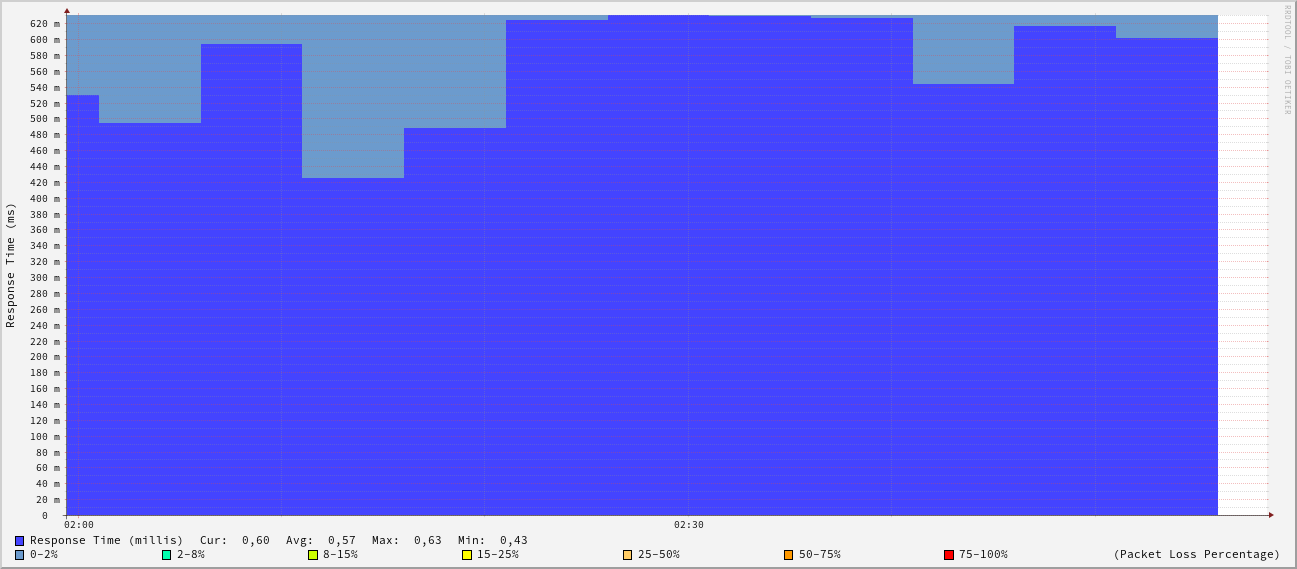 RRDTOOL / TOBI OETIKER
Response Time (ms)
620 m
600 m
580 m
560 m
540 m
520 m
500 m
480 m
460 m
440 m
420 m
400 m
380 m
360 m
340 m
320 m
300 m
280 m
260 m
240 m
220 m
200 m
180 m
160 m
140 m
120 m
100 m
80 m
60 m
40 m
20 m
0
02:00 02:30
Response Time (millis) Cur: 0,60 Avg: 0,57 Max: 0,63 Min: 0,43
0-2% 2-8% 8-15% 15-25% 25-50% 50-75% 75-100% (Packet Loss Percentage)